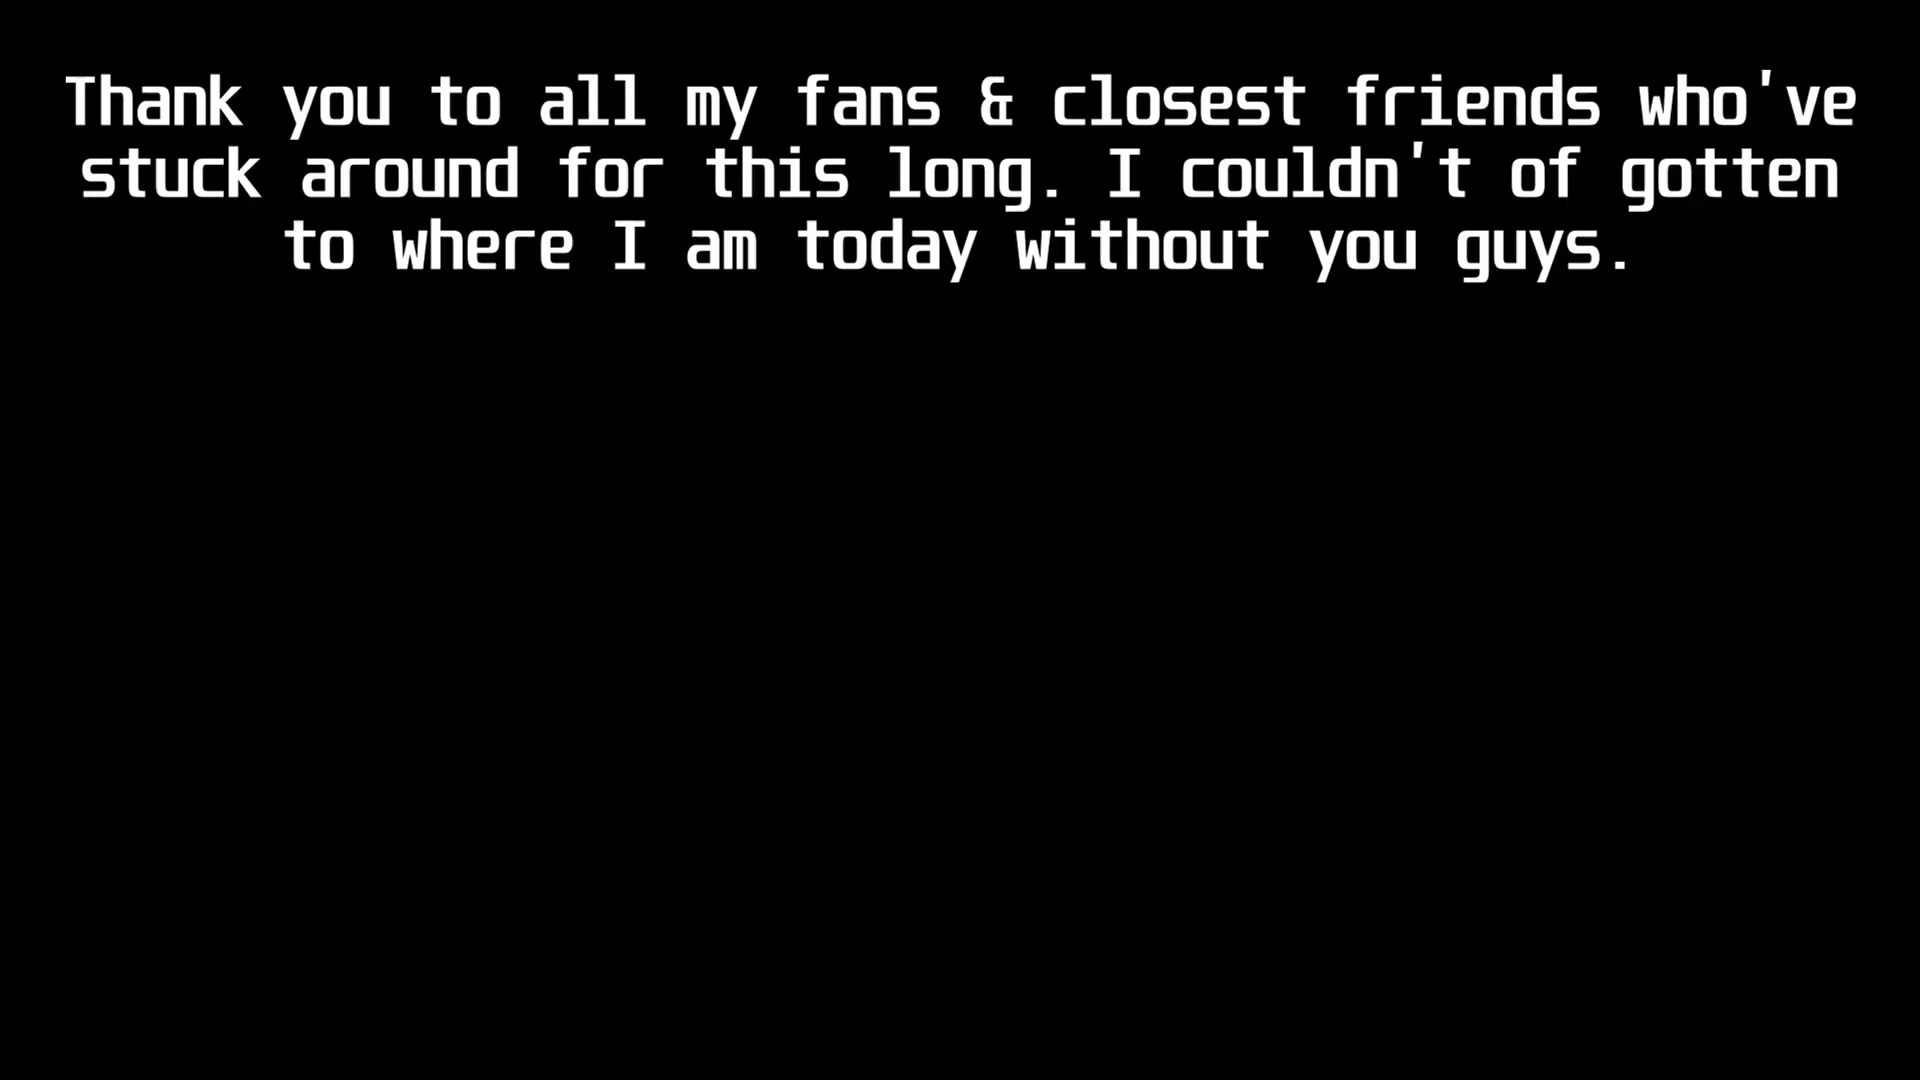 Thank you to all my fans & closest friends who've
stuck around for this long. I couldn't of gotten
to where I am today without you guys.